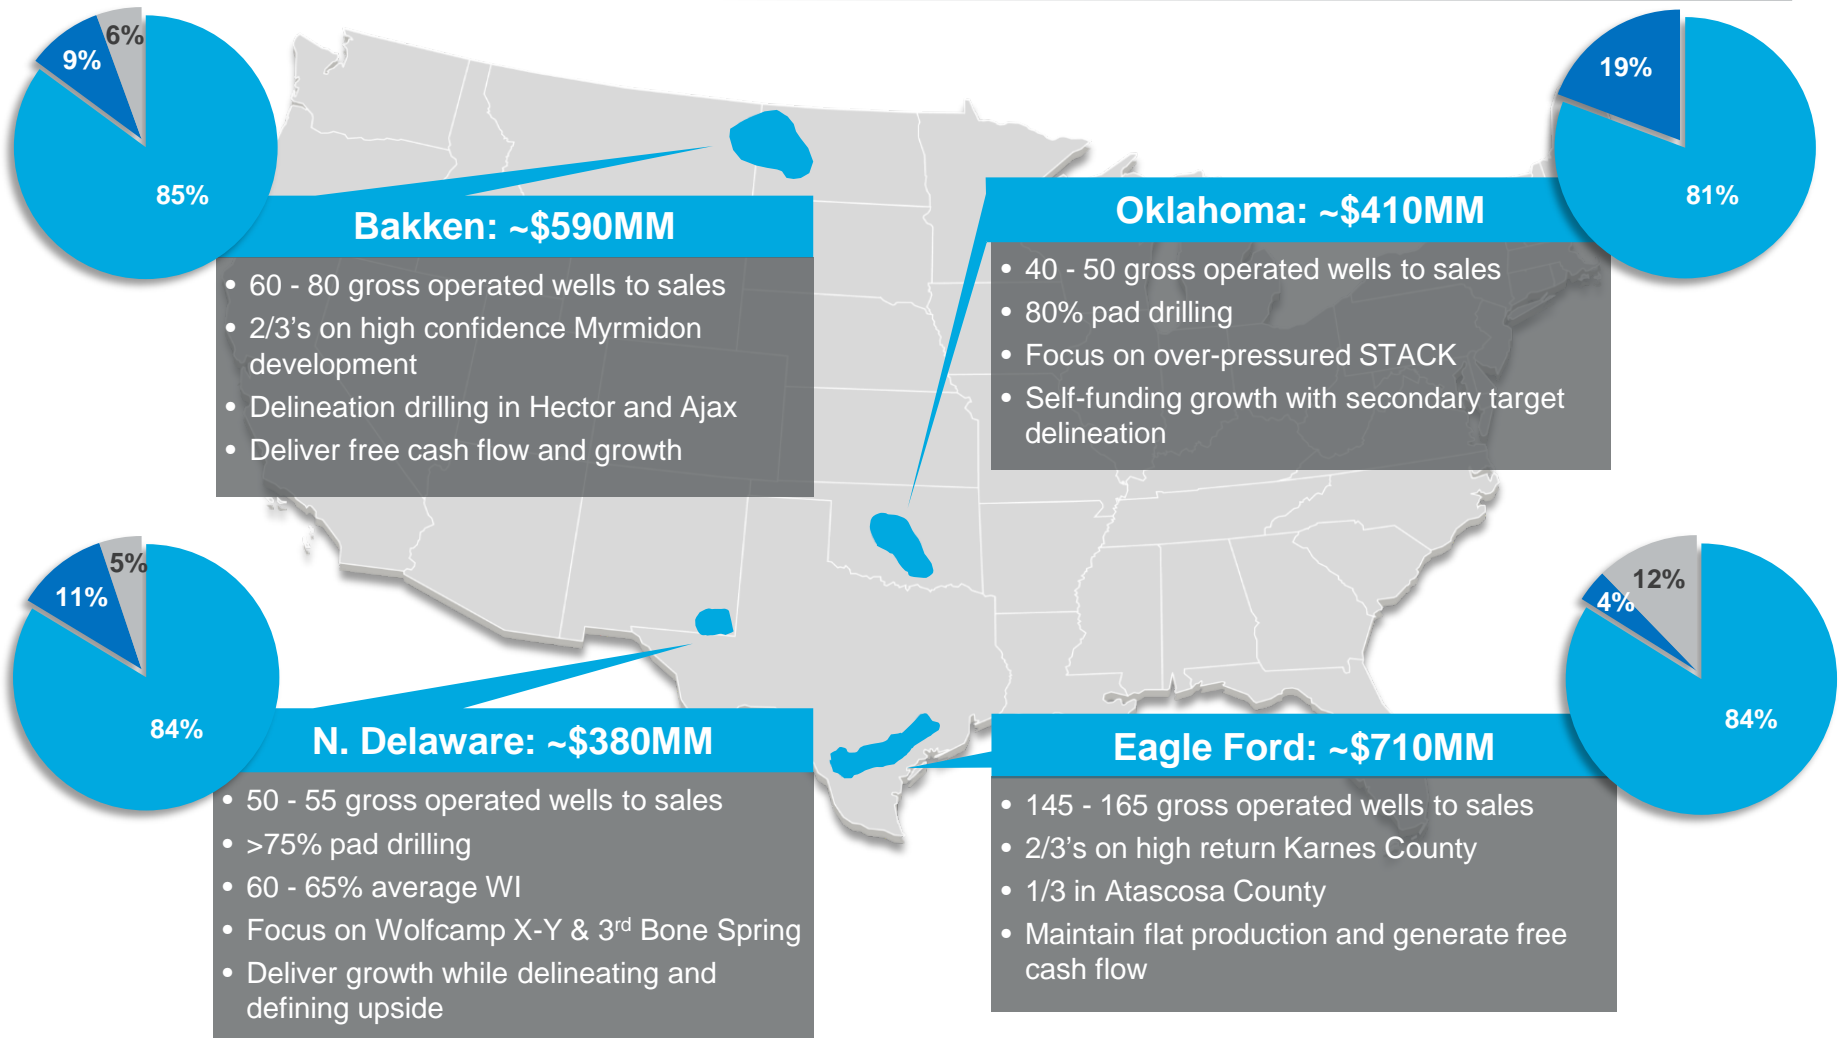 6%
9%
85%
Bakken: ~$590MM
• 60 - 80 gross operated wells to sales
• 2/3's on high confidence Myrmidon
development
• Delineation drilling in Hector and Ajax
• Deliver free cash flow and growth
19%
81%
Oklahoma: ~$410MM
• 40 - 50 gross operated wells to sales
• 80% pad drilling
• Focus on over-pressured STACK
• Self-funding growth with secondary target
delineation
5%
11%
84%
N. Delaware: ~$380MM
• 50 - 55 gross operated wells to sales
• >75% pad drilling
• 60 - 65% average WI
• Focus on Wolfcamp X-Y & 3rd Bone Spring
• Deliver growth while delineating and
defining upside
12%
4%
84%
Eagle Ford: ~$710MM
• 145 - 165 gross operated wells to sales
• 2/3's on high return Karnes County
• 1/3 in Atascosa County
• Maintain flat production and generate free
cash flow